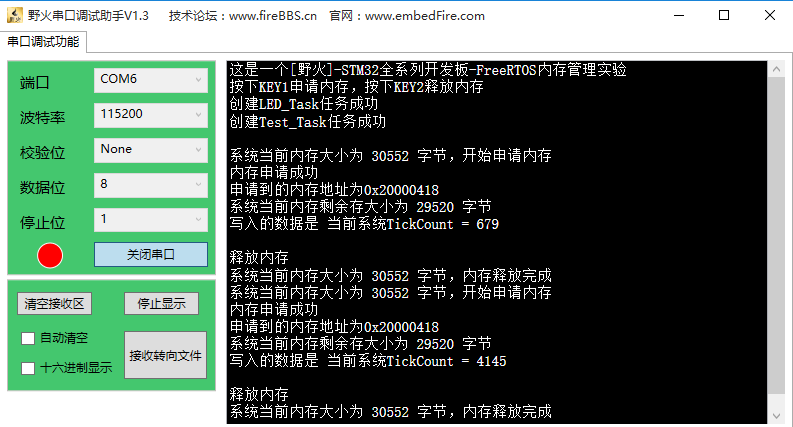 野火串口调试助手V1.3 技术论坛：www.fireBBS.cn 官网：www.embedFire.com
串口调试功能
端口 COM6
波特率 115200
校验位 None
数据位 8
停止位 1
关闭串口
清空接收区 停止显示
自动清空
十六进制显示
接收转向文件
这是一个[野火]-STM32全系列开发板-FreeRTOS内存管理实验
按下KEY1申请内存，按下KEY2释放内存
创建LED_Task任务成功
创建Test_Task任务成功
系统当前内存大小为 30552 字节，开始申请内存
内存申请成功
申请到的内存地址为0x20000418
系统当前内存剩余存大小为 29520 字节
写入的数据是 当前系统TickCount = 679
释放内存
系统当前内存大小为 30552 字节，内存释放完成
系统当前内存大小为 30552 字节，开始申请内存
内存申请成功
申请到的内存地址为0x20000418
系统当前内存剩余存大小为 29520 字节
写入的数据是 当前系统TickCount = 4145
释放内存
系统当前内存大小为 30552 字节，内存释放完成